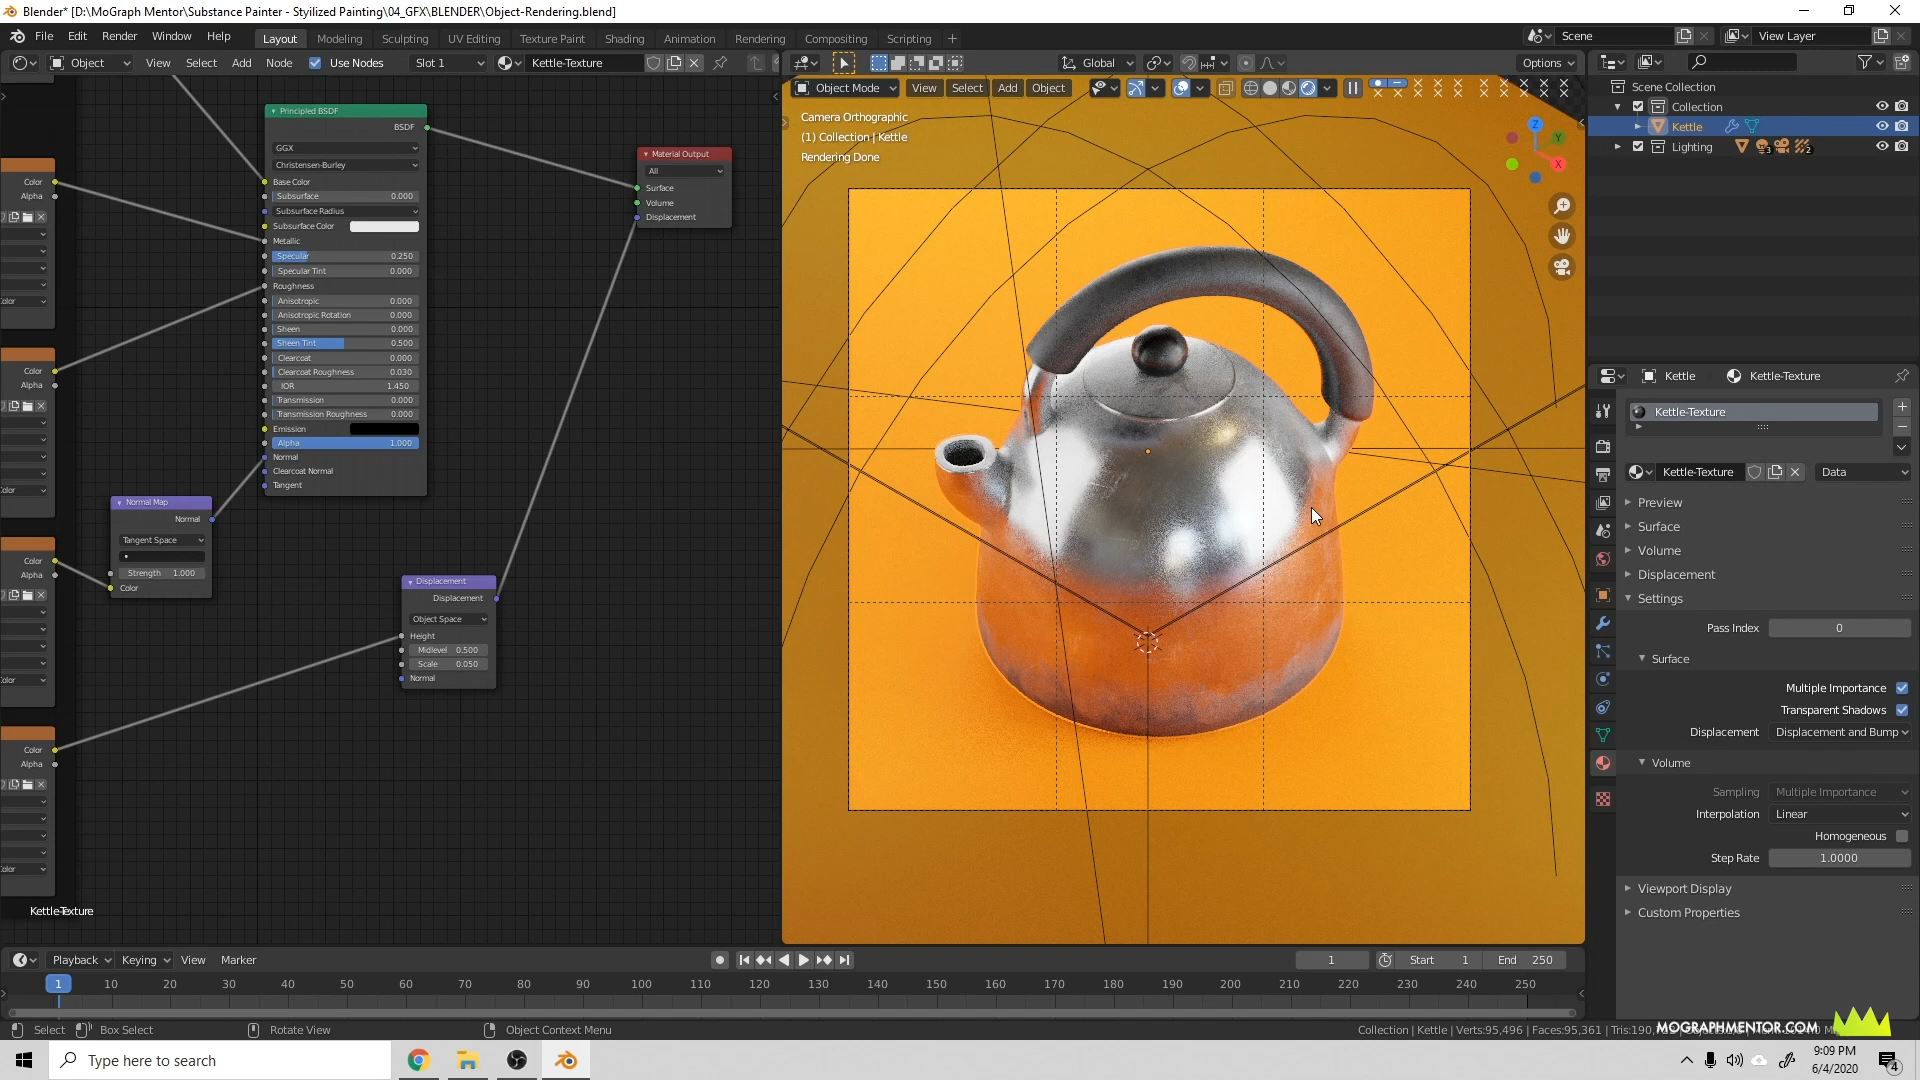 Blender* [D:\MoGraph Mentor\Substance Painter - Stylized Painting\04_GFX\BLENDER\Object-Rendering.blend]
File Edit Render Window Help Layout Modeling Sculpting UV Editing Texture Paint Shading Animation Rendering Compositing Scripting + Scene View Layer
Object View Select Add Node Use Nodes Slot 1 Kettle-Texture
Global Options
Object Mode View Select Add Object
Camera Orthographic
(1) Collection | Kettle
Rendering Done
Z
Y
X
Principled BSDF
BSDF
GGX
Christensen-Burley
Base Color
Subsurface 0.000
Subsurface Radius
Subsurface Color
Metallic
Specular 0.250
Specular Tint 0.000
Roughness
Anisotropic 0.000
Anisotropic Rotation 0.000
Sheen 0.000
Sheen Tint 0.500
Clearcoat 0.000
Clearcoat Roughness 0.030
IOR 1.450
Transmission 0.000
Transmission Roughness 0.000
Emission
Alpha 1.000
Normal
Clearcoat Normal
Tangent
Material Output
All
Surface
Volume
Displacement
Color
Alpha
Color
Alpha
Color
Alpha
Color
Alpha
Normal Map
Normal
Tangent Space
Strength 1.000
Color
Displacement
Displacement
Object Space
Height
Midlevel 0.500
Scale 0.050
Normal
Kettle-Texture
Scene Collection
Collection
Kettle
Lighting 3 2
Kettle Kettle-Texture
Kettle-Texture
Kettle-Texture Data
Preview
Surface
Volume
Displacement
Settings
Pass Index 0
Surface
Multiple Importance
Transparent Shadows
Displacement Displacement and Bump
Volume
Sampling Multiple Importance
Interpolation Linear
Homogeneous
Step Rate 1.0000
Viewport Display
Custom Properties
Playback Keying View Marker 1 Start 1 End 250
1 10 20 30 40 50 60 70 80 90 100 110 120 130 140 150 160 170 180 190 200 210 220 230 240 250
Select Box Select Rotate View Object Context Menu Collection | Kettle | Verts:95,496 | Faces:95,361 | Tris:190,
MOGRAPHMENTOR.COM
Type here to search
9:09 PM
6/4/2020
4